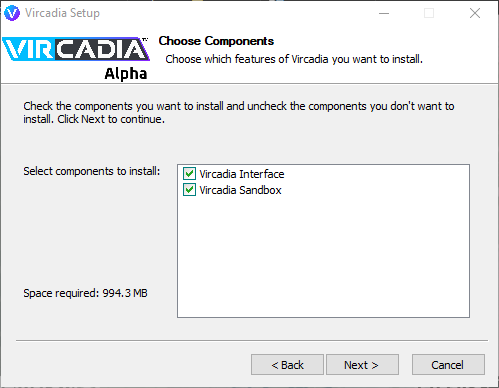 Vircadia Setup
VIRCADIA™
Alpha
Choose Components
Choose which features of Vircadia you want to install.
Check the components you want to install and uncheck the components you don't want to
install. Click Next to continue.
Select components to install:
Vircadia Interface
Vircadia Sandbox
Space required: 994.3 MB
< Back
Next >
Cancel